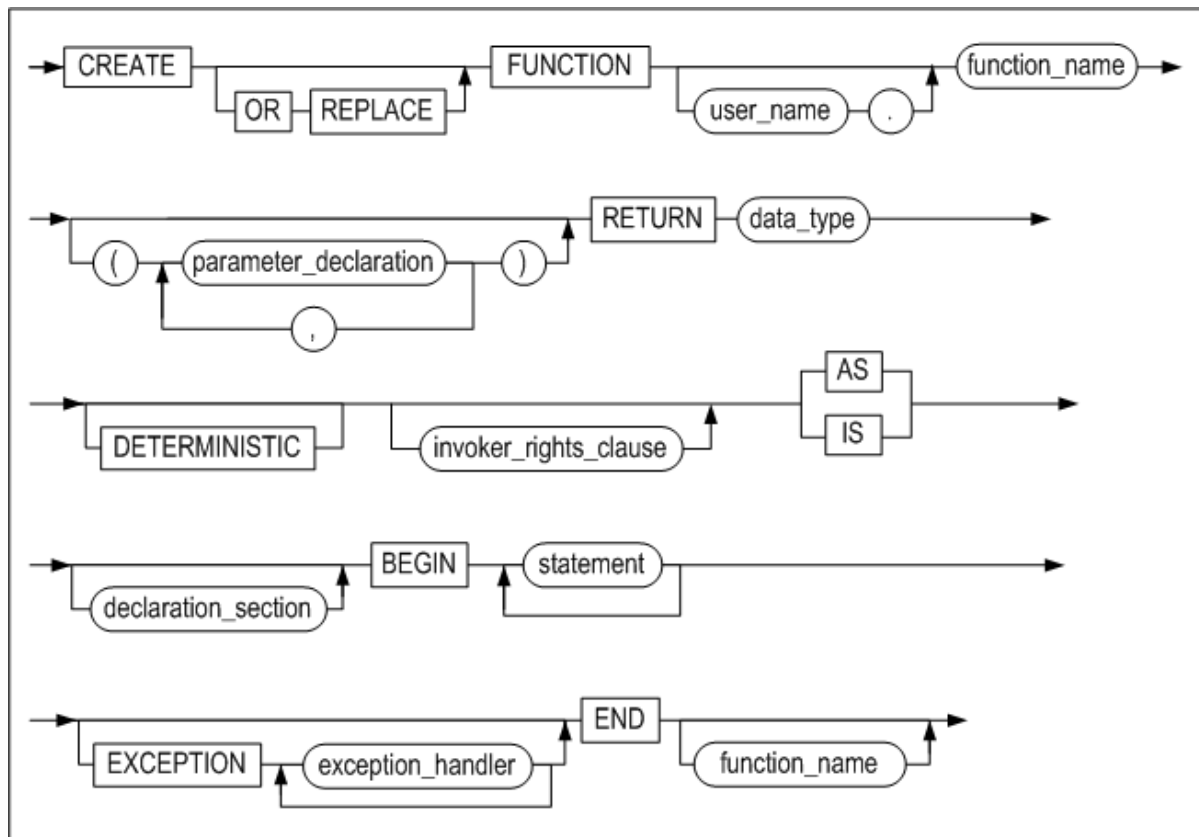 CREATE FUNCTION function_name
OR REPLACE user_name .
RETURN data_type
( parameter_declaration )
,
AS
DETERMINISTIC invoker_rights_clause IS
BEGIN statement
declaration_section
END
EXCEPTION exception_handler function_name